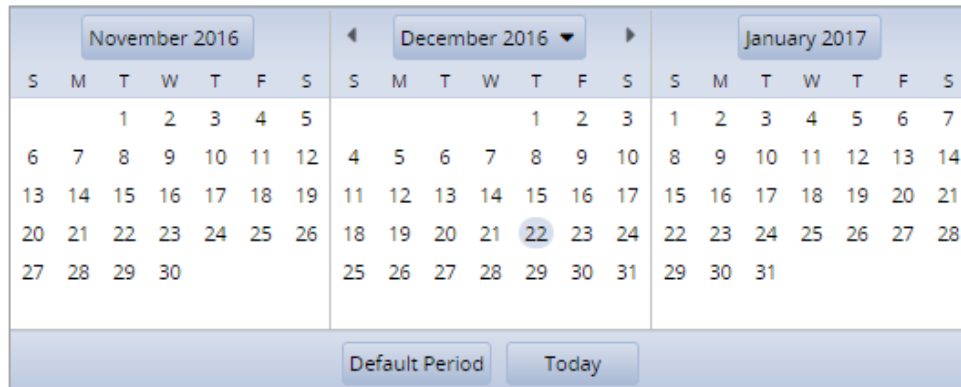 November 2016 December 2016 January 2017
S M T W T F S S M T W T F S S M T W T F S
1 2 3 4 5 1 2 3 1 2 3 4 5 6 7
6 7 8 9 10 11 12 4 5 6 7 8 9 10 8 9 10 11 12 13 14
13 14 15 16 17 18 19 11 12 13 14 15 16 17 15 16 17 18 19 20 21
20 21 22 23 24 25 26 18 19 20 21 22 23 24 22 23 24 25 26 27 28
27 28 29 30 25 26 27 28 29 30 31 29 30 31
Default Period Today